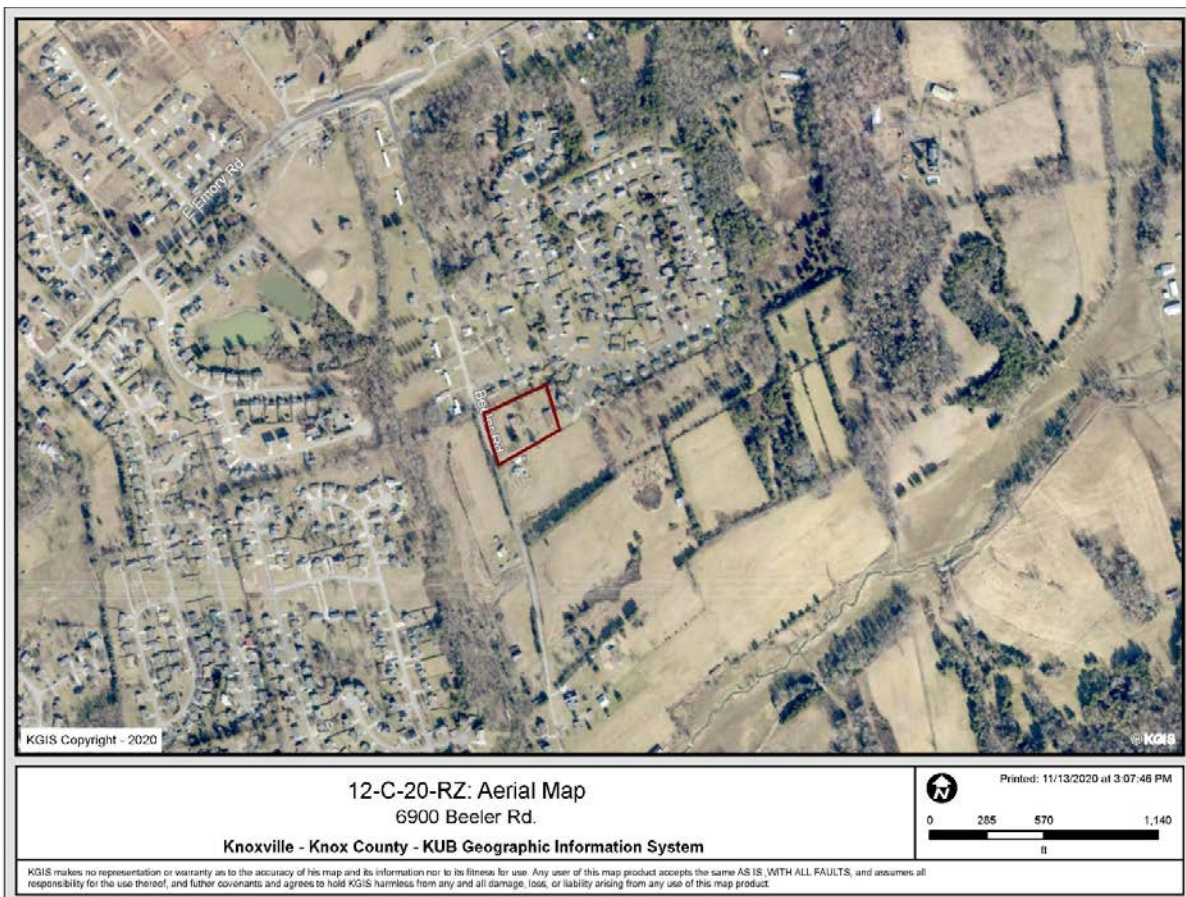 E Emory Rd
Beeler Rd
KGIS Copyright - 2020
© KGIS
12-C-20-RZ: Aerial Map
6900 Beeler Rd.
Knoxville - Knox County - KUB Geographic Information System
N
Printed: 11/13/2020 at 3:07:46 PM
0 285 570 1,140
ft
KGIS makes no representation or warranty as to the accuracy of his map and its information nor to its fitness for use. Any user of this map product accepts the same AS IS ,WITH ALL FAULTS, and assumes all
responsibility for the use thereof, and futher covenants and agrees to hold KGIS harmless from any and all damage, loss, or liability arising from any use of this map product.